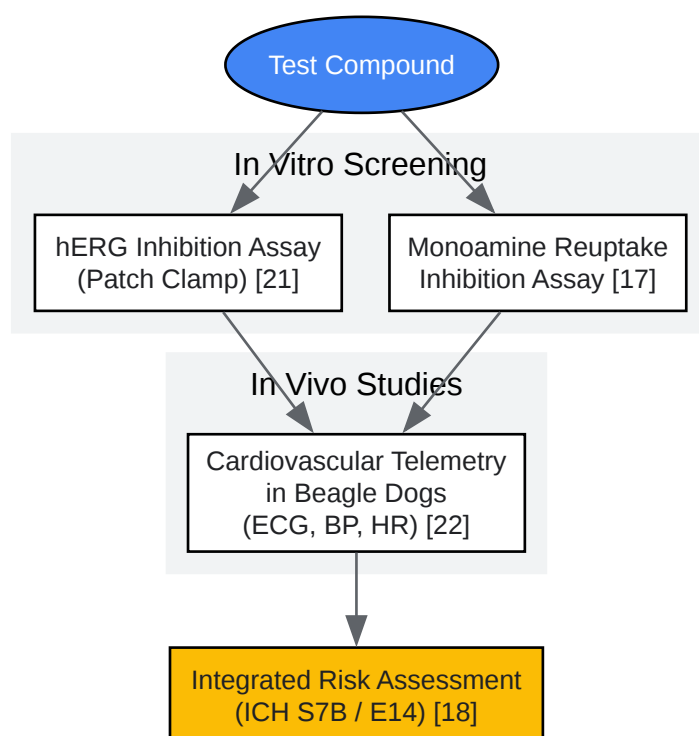 Test Compound
In Vitro Screening
hERG Inhibition Assay
(Patch Clamp) [21]
Monoamine Reuptake
Inhibition Assay [17]
In Vivo Studies
Cardiovascular Telemetry
in Beagle Dogs
(ECG, BP, HR) [22]
Integrated Risk Assessment
(ICH S7B / E14) [18]